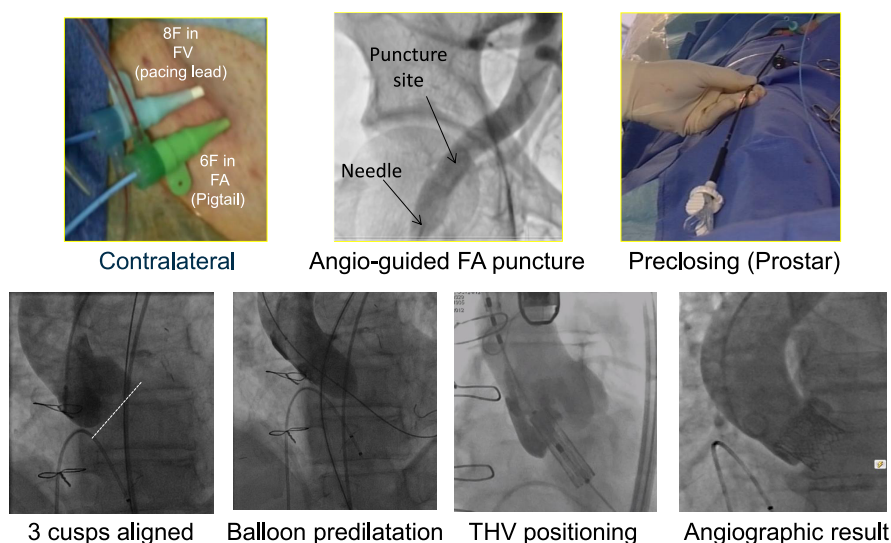 8F in
FV
(pacing lead)
6F in
FA
(Pigtail)
Puncture
site
Needle
Contralateral
Angio-guided FA puncture
Preclosing (Prostar)
3 cusps aligned
Balloon predilatation
THV positioning
Angiographic result